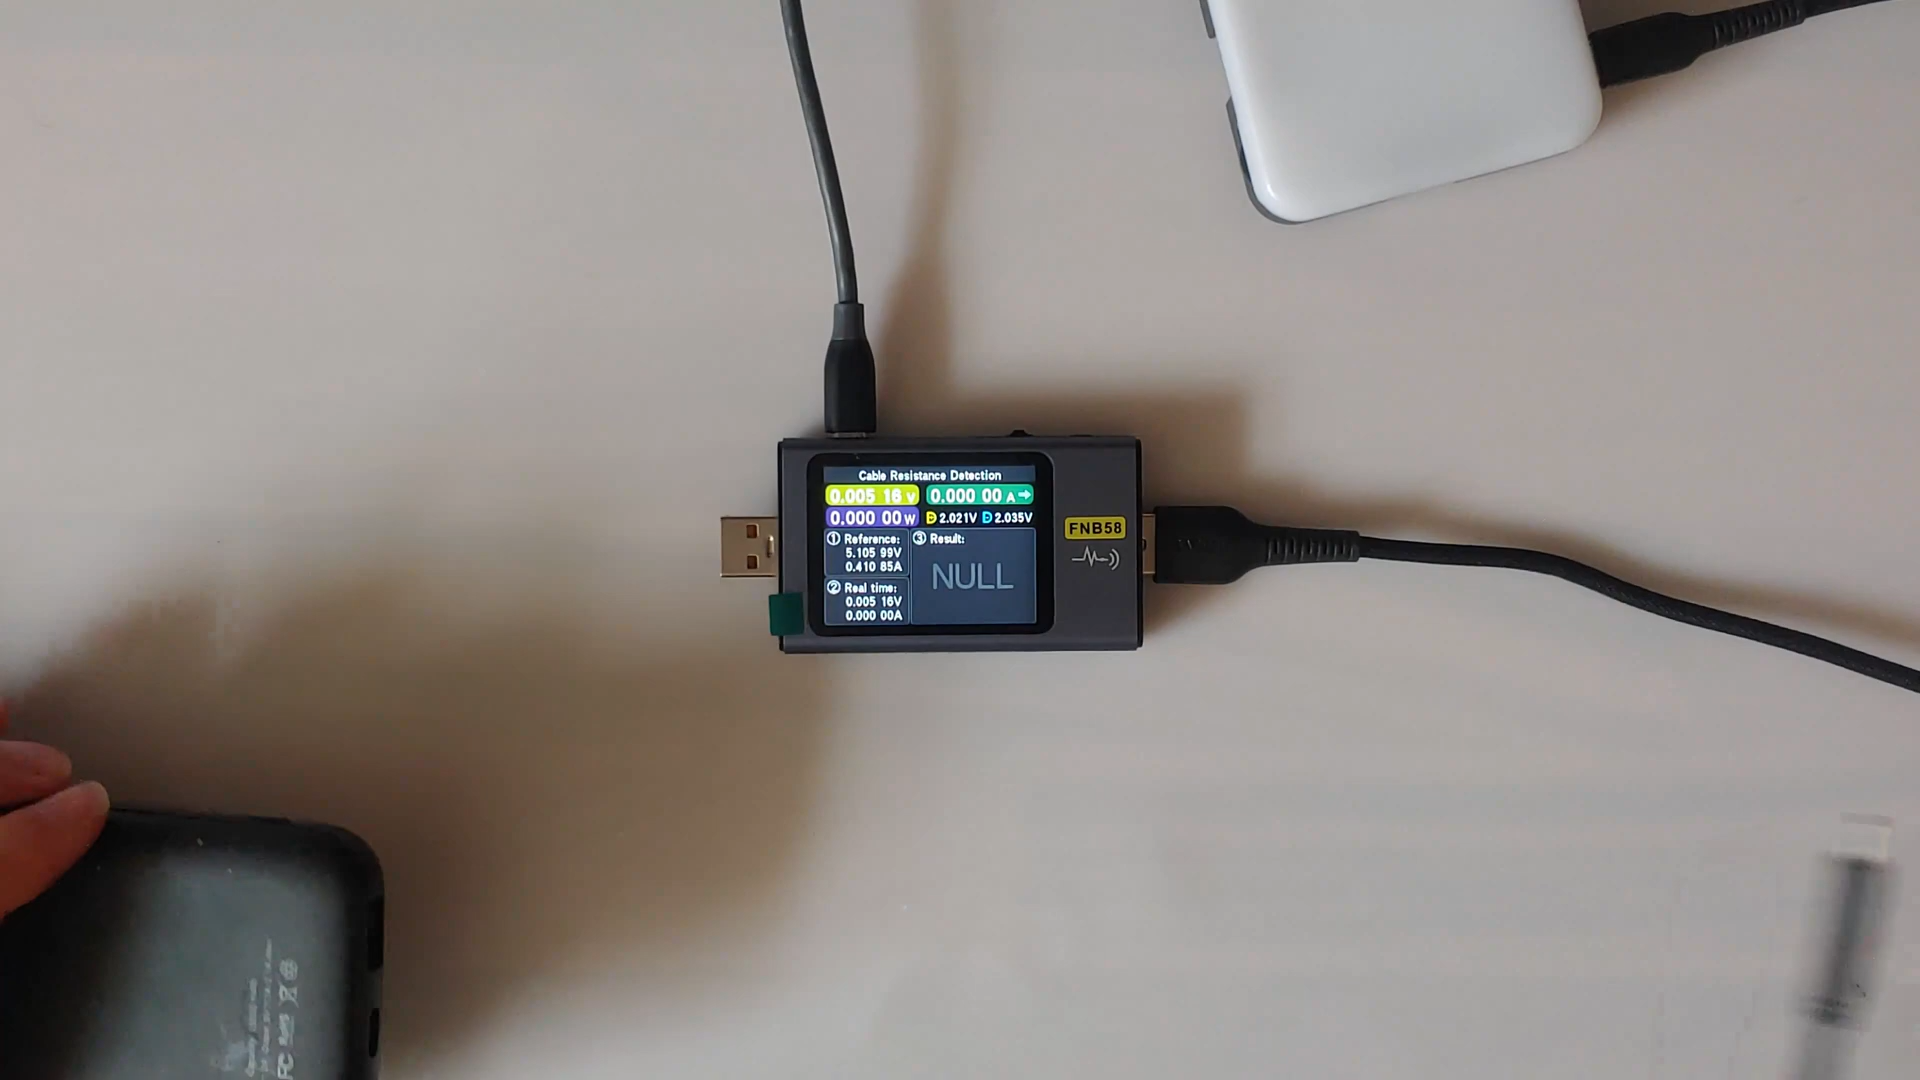 Cable Resistance Detection
0.005 16 V 0.000 00 A
0.000 00 W D 2.021V D 2.035V
① Reference:
5.105 99V
0.410 85A
② Real time:
0.005 16V
0.000 00A
③ Result:
NULL
FNB58
FC